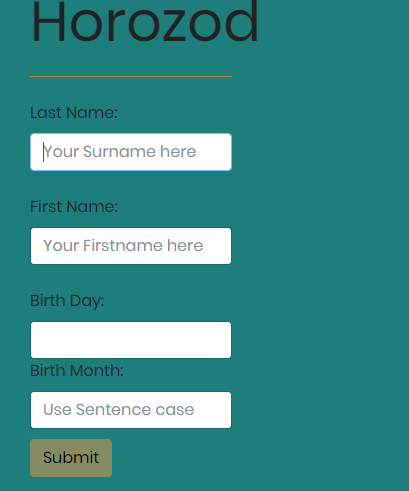 Horozod
Last Name:
Your Surname here
First Name:
Your Firstname here
Birth Day:
Birth Month:
Use Sentence case
Submit